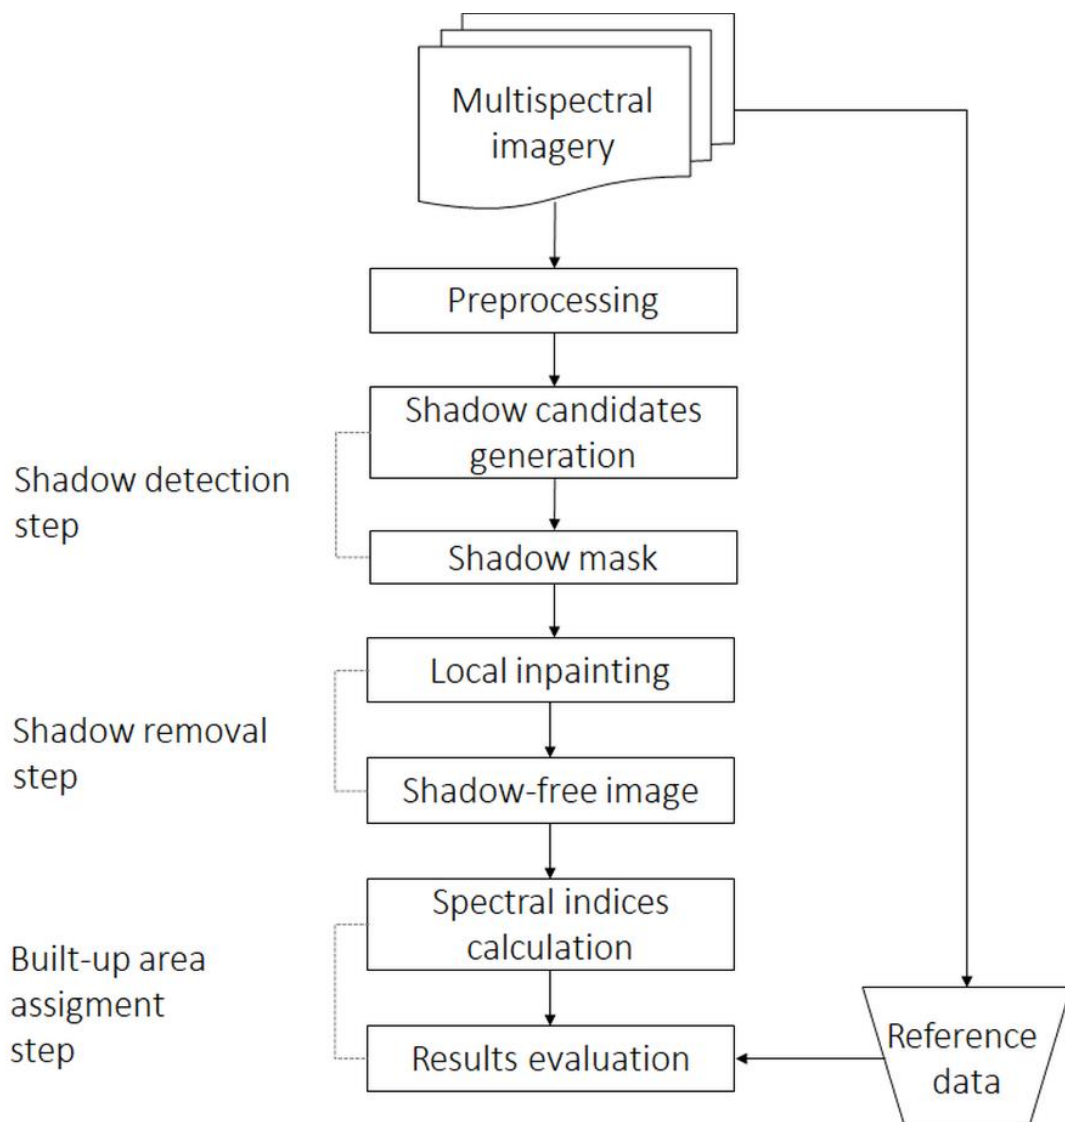 Multispectral
imagery
Preprocessing
Shadow candidates
generation
Shadow detection
step
Shadow mask
Local inpainting
Shadow removal
step
Shadow-free image
Spectral indices
calculation
Built-up area
assigment
step
Results evaluation
Reference
data